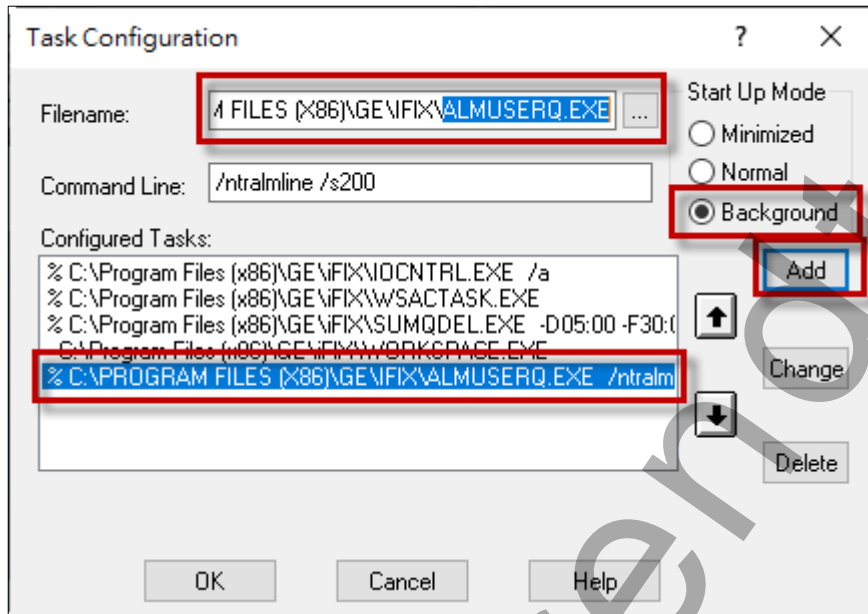 Task Configuration ? ×
Filename: FILES (X86)\GE\IFIX\ALMUSERQ.EXE ...
Command Line: /ntralmline /s200
Start Up Mode
Minimized
Normal
Background
Configured Tasks:
% C:\Program Files (x86)\GE\iFIX\IOCNTRL.EXE /a
% C:\Program Files (x86)\GE\iFIX\WSACTASK.EXE
% C:\Program Files (x86)\GE\iFIX\SUMQDEL.EXE -D05:00 -F30:0
C:\Program Files (x86)\GE\iFIX\WORKSPACE.EXE
% C:\PROGRAM FILES (X86)\GE\IFIX\ALMUSERQ.EXE /ntralm
Add
Change
Delete
OK Cancel Help